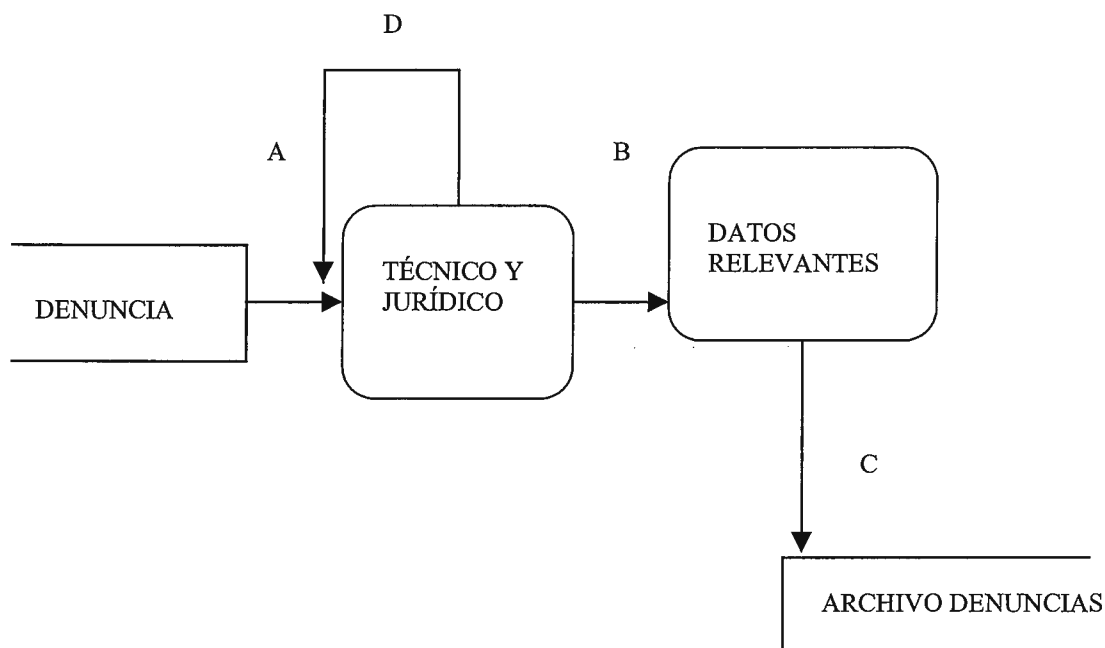 D
A
B
DATOS
RELEVANTES
TÉCNICO Y
JURÍDICO
DENUNCIA
C
ARCHIVO DENUNCIAS